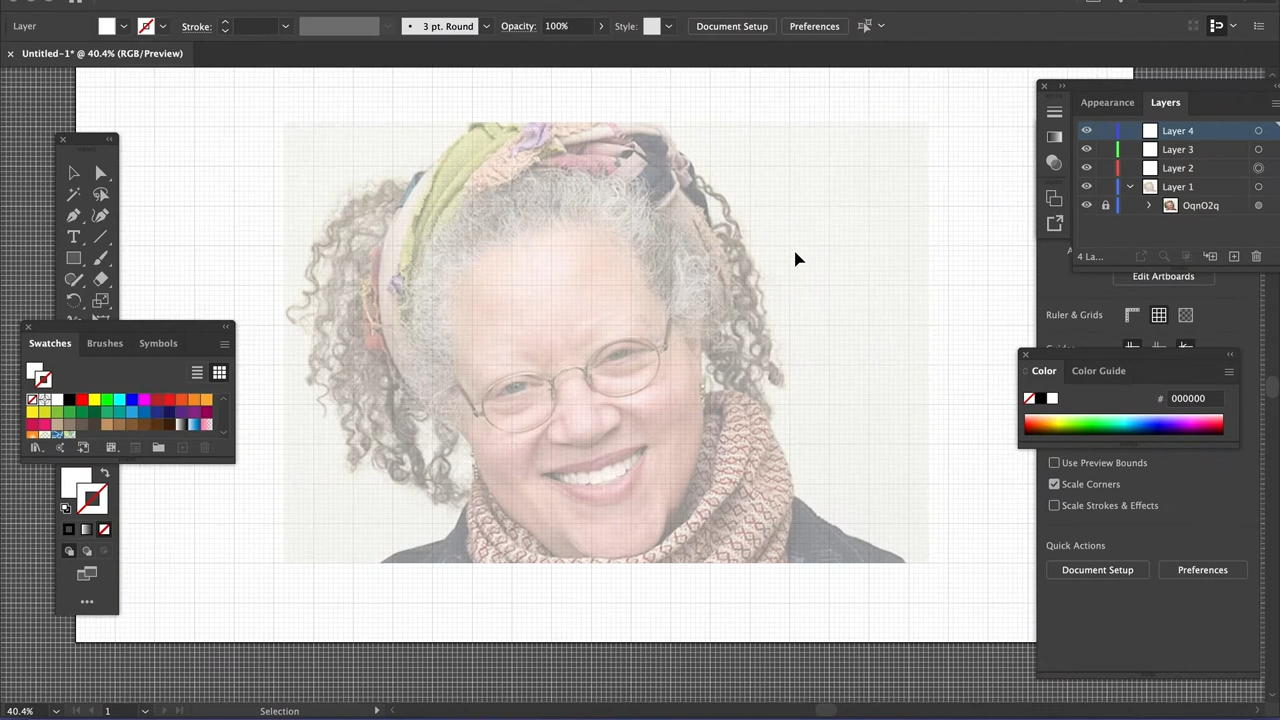 Layer Stroke: 3 pt. Round Opacity: 100% Style: Document Setup Preferences
Untitled-1* @ 40.4% (RGB/Preview)
Appearance Layers
Layer 4
Layer 3
Layer 2
Layer 1
OqnO2q
4 La...
Edit Artboards
Ruler & Grids
Swatches Brushes Symbols
Color Color Guide
# 000000
Use Preview Bounds
Scale Corners
Scale Strokes & Effects
Quick Actions
Document Setup Preferences
40.4% 1 Selection